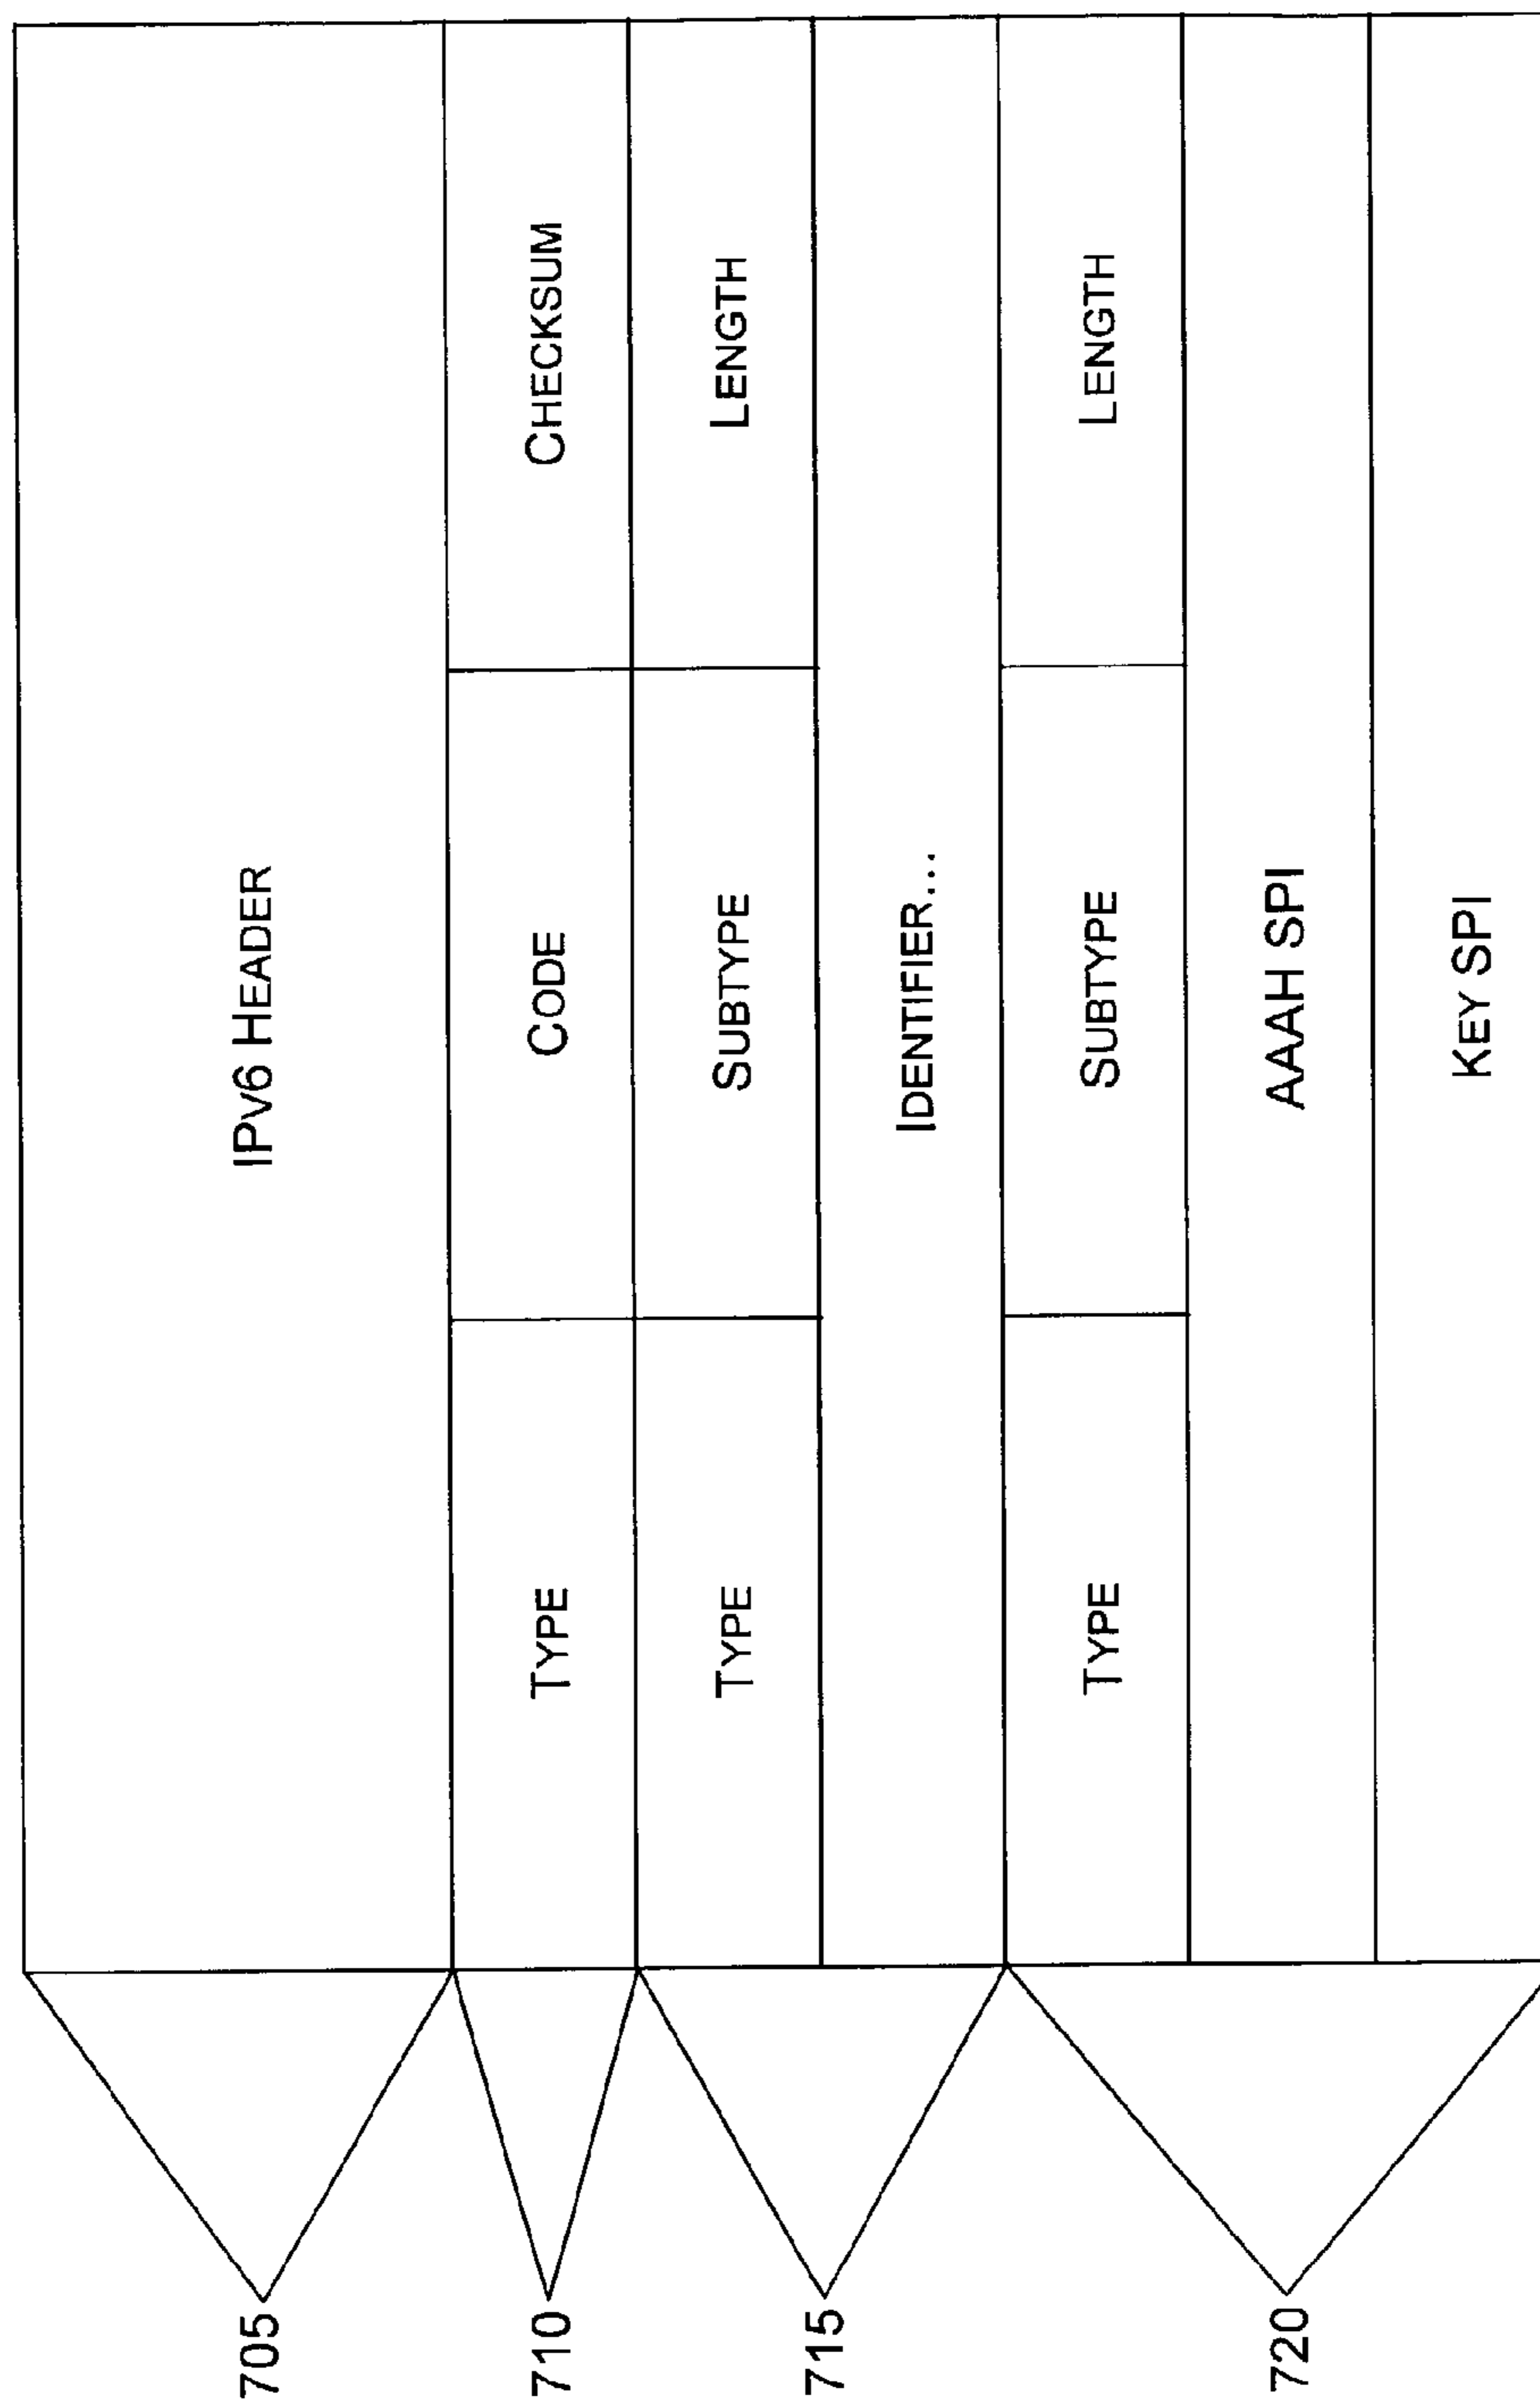 705
IPV6 HEADER
710
TYPE CODE CHECKSUM
715
TYPE SUBTYPE LENGTH
IDENTIFIER...
720
TYPE SUBTYPE LENGTH
AAAH SPI
KEY SPI